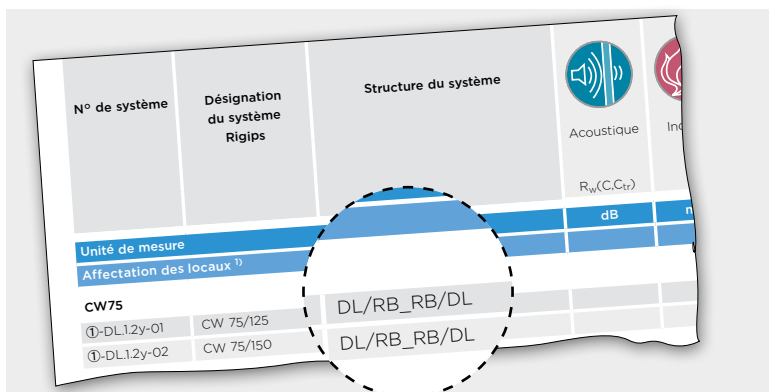 N° de système
Désignation
du système
Rigips
Structure du système
Acoustique
R_w(C,C_tr)
Unité de mesure
dB
Affectation des locaux ¹⁾
CW75
①-DL.1.2y-01 CW 75/125 DL/RB_RB/DL
①-DL.1.2y-02 CW 75/150 DL/RB_RB/DL